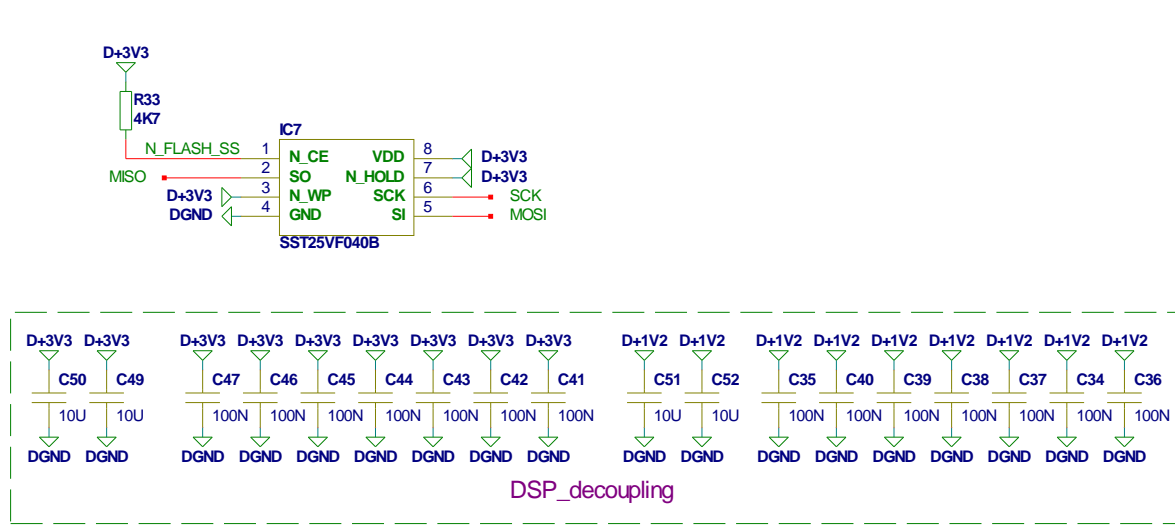 D+3V3
R33
4K7
IC7
N_FLASH_SS 1 N_CE VDD 8 D+3V3
MISO 2 SO N_HOLD 7 D+3V3
D+3V3 3 N_WP SCK 6 SCK
DGND 4 GND SI 5 MOSI
SST25VF040B
D+3V3 D+3V3 D+3V3 D+3V3 D+3V3 D+3V3 D+3V3 D+3V3 D+3V3 D+1V2 D+1V2 D+1V2 D+1V2 D+1V2 D+1V2 D+1V2 D+1V2 D+1V2
C50 C49 C47 C46 C45 C44 C43 C42 C41 C51 C52 C35 C40 C39 C38 C37 C34 C36
10U 10U 100N 100N 100N 100N 100N 100N 100N 10U 10U 100N 100N 100N 100N 100N 100N 100N
DGND DGND DGND DGND DGND DGND DGND DGND DGND DGND DGND DGND DGND DGND DGND DGND DGND DGND
DSP_decoupling